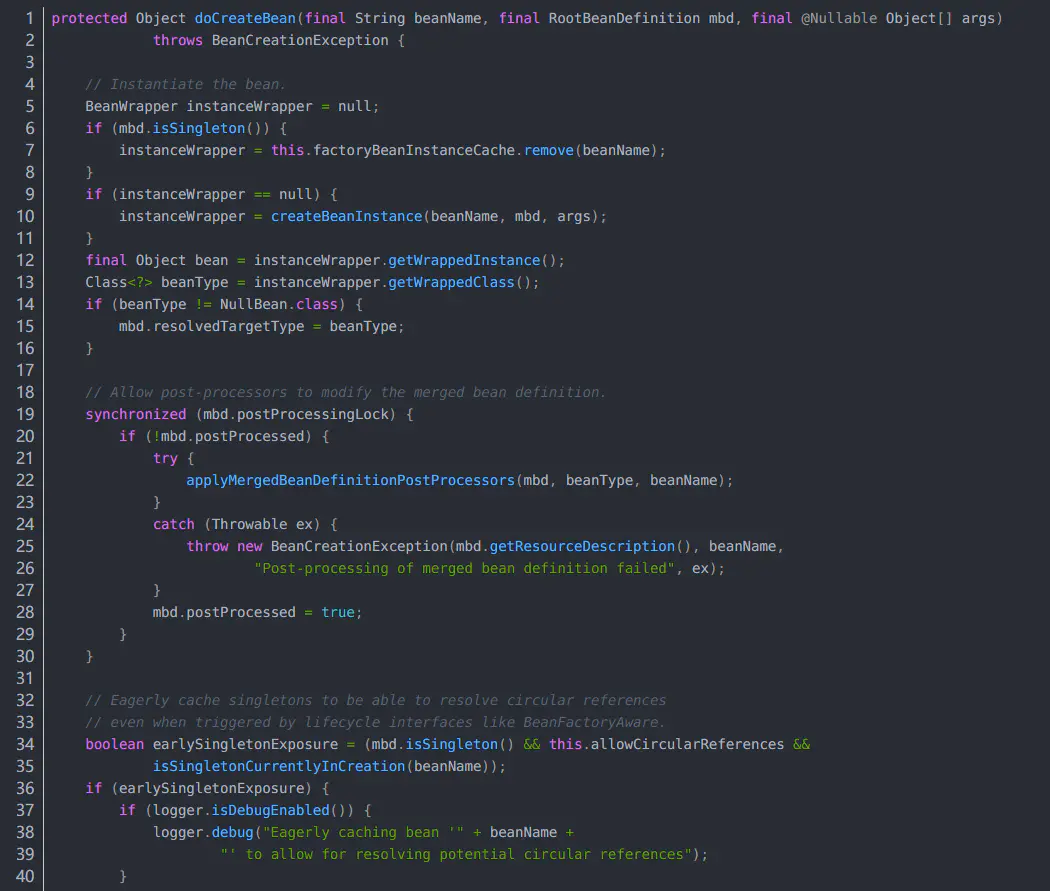 1 protected Object doCreateBean(final String beanName, final RootBeanDefinition mbd, final @Nullable Object[] args)
2             throws BeanCreationException {
3
4     // Instantiate the bean.
5     BeanWrapper instanceWrapper = null;
6     if (mbd.isSingleton()) {
7         instanceWrapper = this.factoryBeanInstanceCache.remove(beanName);
8     }
9     if (instanceWrapper == null) {
10         instanceWrapper = createBeanInstance(beanName, mbd, args);
11     }
12     final Object bean = instanceWrapper.getWrappedInstance();
13     Class<?> beanType = instanceWrapper.getWrappedClass();
14     if (beanType != NullBean.class) {
15         mbd.resolvedTargetType = beanType;
16     }
17
18     // Allow post-processors to modify the merged bean definition.
19     synchronized (mbd.postProcessingLock) {
20         if (!mbd.postProcessed) {
21             try {
22                 applyMergedBeanDefinitionPostProcessors(mbd, beanType, beanName);
23             }
24             catch (Throwable ex) {
25                 throw new BeanCreationException(mbd.getResourceDescription(), beanName,
26                         "Post-processing of merged bean definition failed", ex);
27             }
28             mbd.postProcessed = true;
29         }
30     }
31
32     // Eagerly cache singletons to be able to resolve circular references
33     // even when triggered by lifecycle interfaces like BeanFactoryAware.
34     boolean earlySingletonExposure = (mbd.isSingleton() && this.allowCircularReferences &&
35             isSingletonCurrentlyInCreation(beanName));
36     if (earlySingletonExposure) {
37         if (logger.isDebugEnabled()) {
38             logger.debug("Eagerly caching bean '" + beanName +
39                     "' to allow for resolving potential circular references");
40         }